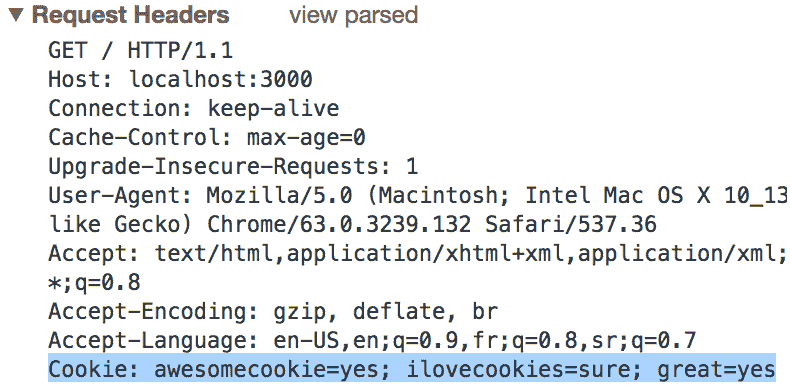 ▼ Request Headers view parsed
GET / HTTP/1.1
Host: localhost:3000
Connection: keep-alive
Cache-Control: max-age=0
Upgrade-Insecure-Requests: 1
User-Agent: Mozilla/5.0 (Macintosh; Intel Mac OS X 10_13
like Gecko) Chrome/63.0.3239.132 Safari/537.36
Accept: text/html,application/xhtml+xml,application/xml;
*;q=0.8
Accept-Encoding: gzip, deflate, br
Accept-Language: en-US,en;q=0.9,fr;q=0.8,sr;q=0.7
Cookie: awesomecookie=yes; ilovecookies=sure; great=yes